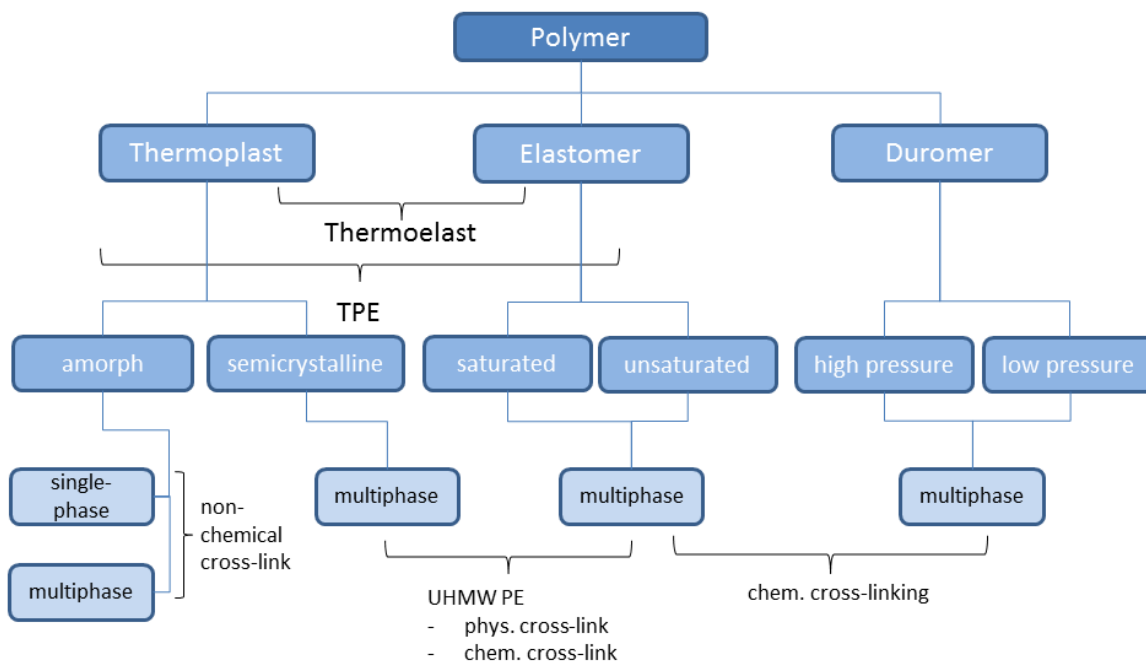 Polymer
Thermoplast
Elastomer
Duromer
Thermoelast
TPE
amorph
semicrystalline
saturated
unsaturated
high pressure
low pressure
single-
phase
multiphase
non-
chemical
cross-link
multiphase
multiphase
multiphase
UHMW PE
- phys. cross-link
- chem. cross-link
chem. cross-linking